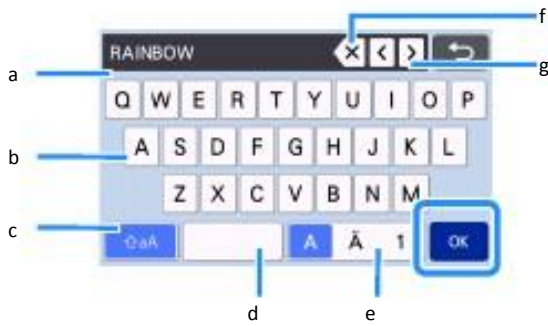 f
RAINBOW × < >
g
a
Q W E R T Y U I O P
b
A S D F G H J K L
Z X C V B N M
c
⇧aA A Ä 1 OK
d e